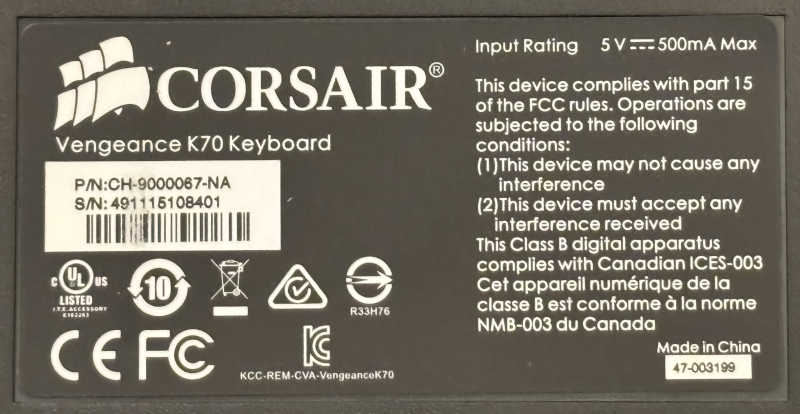 CORSAIR®
Vengeance K70 Keyboard
P/N:CH-9000067-NA
S/N: 491115108401
C UL US
LISTED
I.T.E. ACCESSORY
E162263
10
R33H76
CE FC
KCC-REM-CVA-VengeanceK70
Input Rating 5 V 500mA Max
This device complies with part 15
of the FCC rules. Operations are
subjected to the following
conditions:
(1)This device may not cause any
interference
(2)This device must accept any
interference received
This Class B digital apparatus
complies with Canadian ICES-003
Cet appareil numérique de la
classe B est conforme à la norme
NMB-003 du Canada
Made in China
47-003199